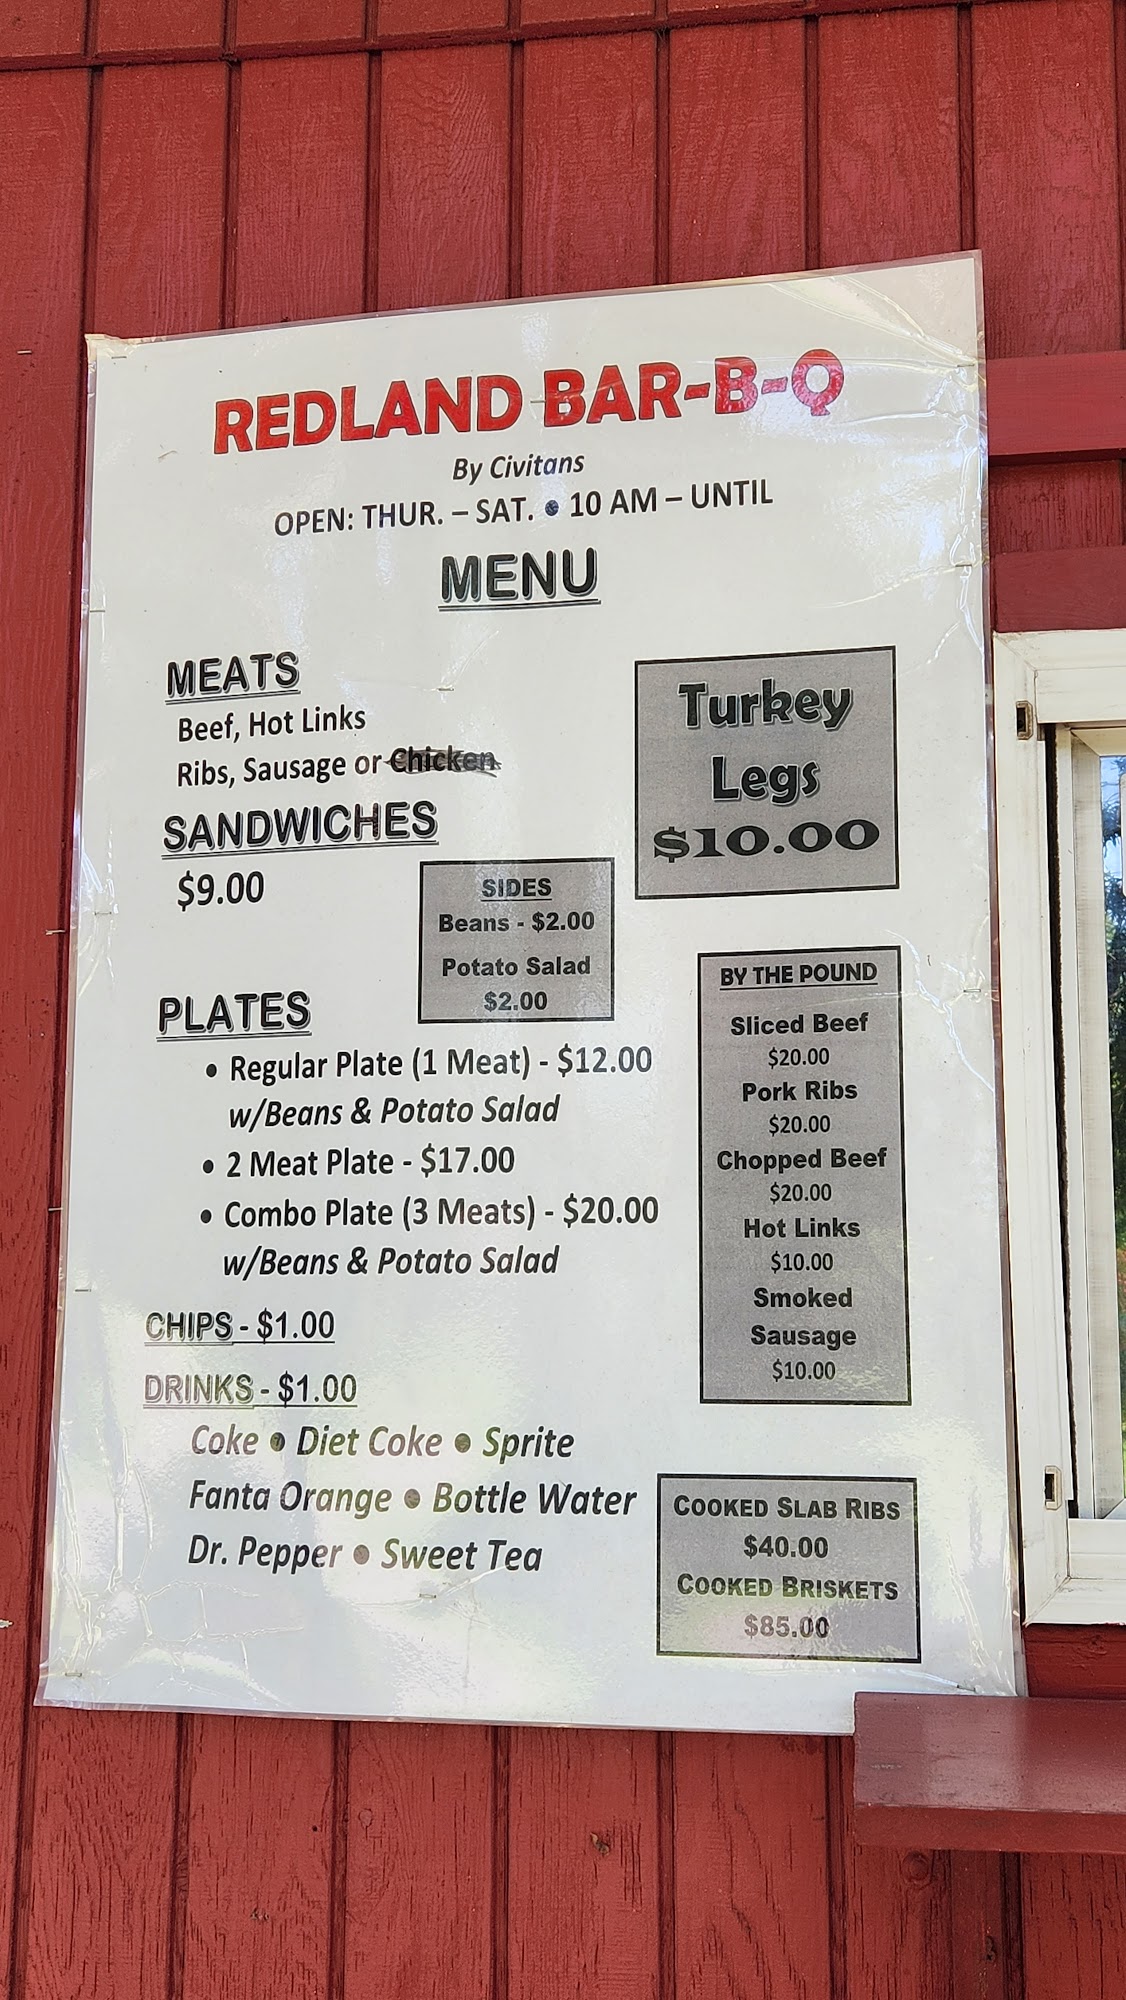 REDLAND BAR-B-Q
By Civitans
OPEN: THUR. – SAT. ● 10 AM – UNTIL
MENU
MEATS
Beef, Hot Links
Ribs, Sausage or Chicken
SANDWICHES
$9.00
Turkey
Legs
$10.00
SIDES
Beans - $2.00
Potato Salad
$2.00
PLATES
• Regular Plate (1 Meat) - $12.00
w/Beans & Potato Salad
• 2 Meat Plate - $17.00
• Combo Plate (3 Meats) - $20.00
w/Beans & Potato Salad
BY THE POUND
Sliced Beef
$20.00
Pork Ribs
$20.00
Chopped Beef
$20.00
Hot Links
$10.00
Smoked
Sausage
$10.00
CHIPS - $1.00
DRINKS - $1.00
Coke ● Diet Coke ● Sprite
Fanta Orange ● Bottle Water
Dr. Pepper ● Sweet Tea
COOKED SLAB RIBS
$40.00
COOKED BRISKETS
$85.00